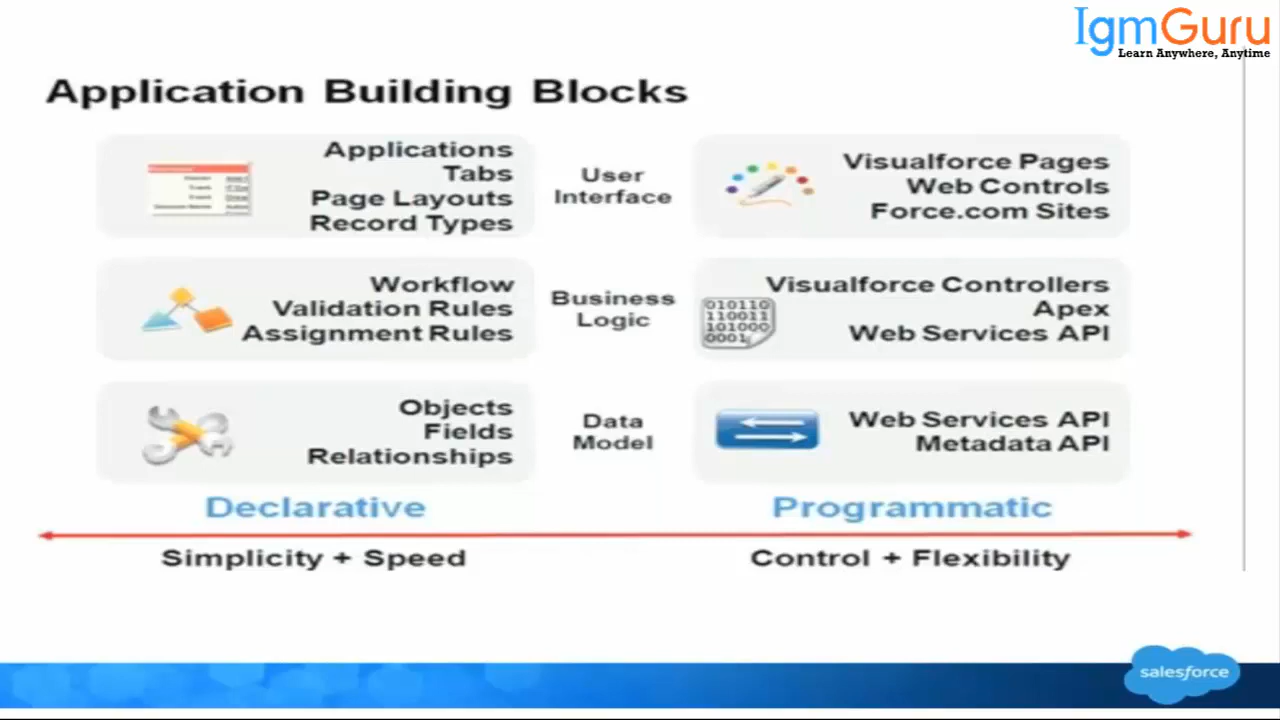 IgmGuru
Learn Anywhere, Anytime
Application Building Blocks
Applications
Tabs
Page Layouts
Record Types
User
Interface
Visualforce Pages
Web Controls
Force.com Sites
Workflow
Validation Rules
Assignment Rules
Business
Logic
010110
110011
101000
0001
Visualforce Controllers
Apex
Web Services API
Objects
Fields
Relationships
Data
Model
Web Services API
Metadata API
Declarative
Programmatic
Simplicity + Speed
Control + Flexibility
salesforce